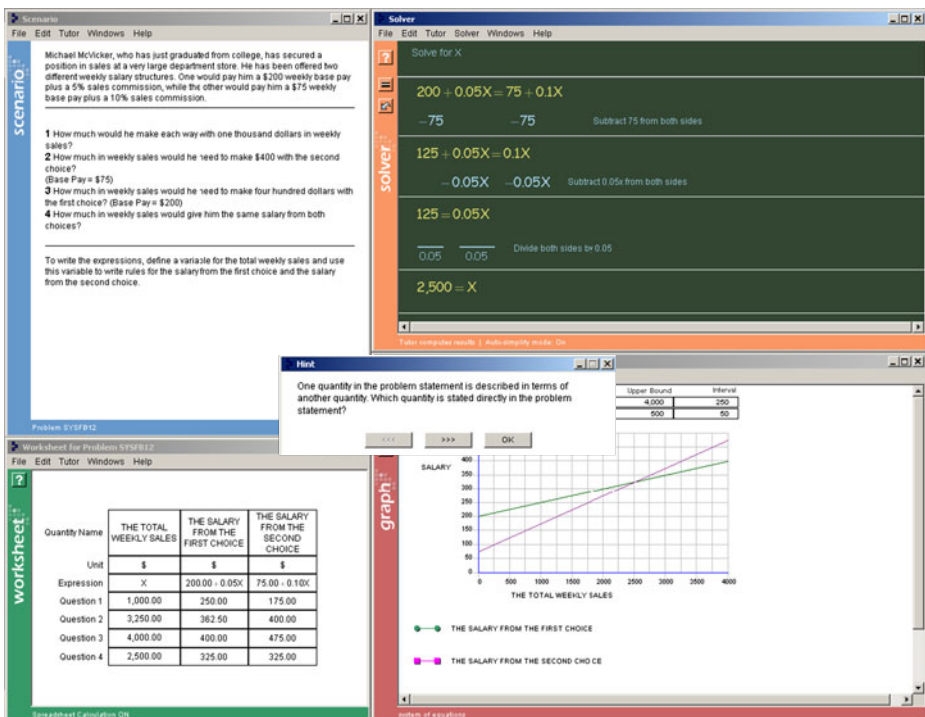 Scenario
File Edit Tutor Windows Help
scenario
Michael McVicker, who has just graduated from college, has secured a
position in sales at a very large department store. He has been offered two
different weekly salary structures. One would pay him a $200 weekly base pay
plus a 5% sales commission, while the other would pay him a $75 weekly
base pay plus a 10% sales commission.
1 How much would he make each way with one thousand dollars in weekly
sales?
2 How much in weekly sales would he need to make $400 with the second
choice?
(Base Pay = $75)
3 How much in weekly sales would he need to make four hundred dollars with
the first choice? (Base Pay = $200)
4 How much in weekly sales would give him the same salary from both
choices?
To write the expressions, define a variable for the total weekly sales and use
this variable to write rules for the salary from the first choice and the salary
from the second choice.
Problem SYSFB12
Solver
File Edit Tutor Solver Windows Help
solver
Solve for X
200 + 0.05X = 75 + 0.1X
-75 -75 Subtract 75 from both sides
125 + 0.05X = 0.1X
-0.05X -0.05X Subtract 0.05x from both sides
125 = 0.05X
0.05 0.05 Divide both sides by 0.05
2,500 = X
Tutor computes results | Auto-simplify mode: On
Hint
One quantity in the problem statement is described in terms of
another quantity. Which quantity is stated directly in the problem
statement?
<<< >>> OK
Worksheet for Problem SYSFB12
File Edit Tutor Windows Help
worksheet
Quantity Name THE TOTAL WEEKLY SALES THE SALARY FROM THE FIRST CHOICE THE SALARY FROM THE SECOND CHOICE
Unit $ $ $
Expression X 200.00 + 0.05X 75.00 + 0.10X
Question 1 1,000.00 250.00 175.00
Question 2 3,250.00 362.50 400.00
Question 3 4,000.00 400.00 475.00
Question 4 2,500.00 325.00 325.00
Spreadsheet Calculation ON
Upper Bound Interval
4,000 250
500 50
graph
SALARY
400
350
300
250
200
150
100
50
0
0 500 1000 1500 2000 2500 3000 3500 4000
THE TOTAL WEEKLY SALES
THE SALARY FROM THE FIRST CHOICE
THE SALARY FROM THE SECOND CHOICE
system of equations